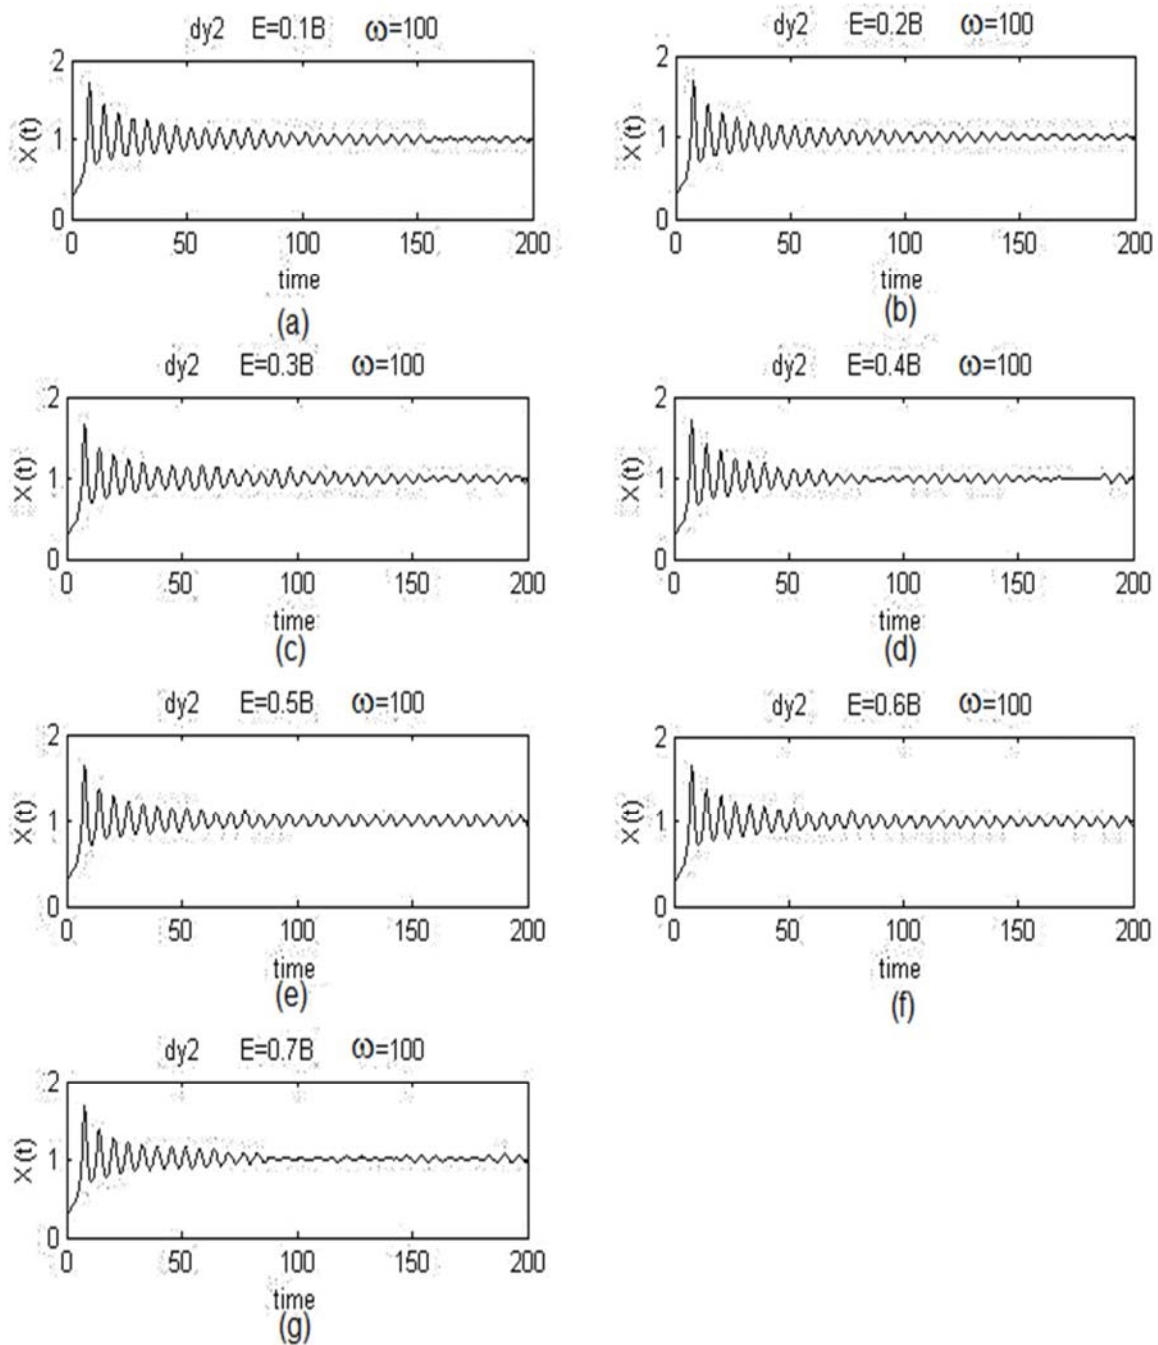 dy2 E=0.1B ω=100
2
1
0
X(t)
0 50 100 150 200
time
(a)
dy2 E=0.2B ω=100
2
1
0
X(t)
0 50 100 150 200
time
(b)
dy2 E=0.3B ω=100
2
1
0
X(t)
0 50 100 150 200
time
(c)
dy2 E=0.4B ω=100
2
1
0
X(t)
0 50 100 150 200
time
(d)
dy2 E=0.5B ω=100
2
1
0
X(t)
0 50 100 150 200
time
(e)
dy2 E=0.6B ω=100
2
1
0
X(t)
0 50 100 150 200
time
(f)
dy2 E=0.7B ω=100
2
1
0
X(t)
0 50 100 150 200
time
(g)